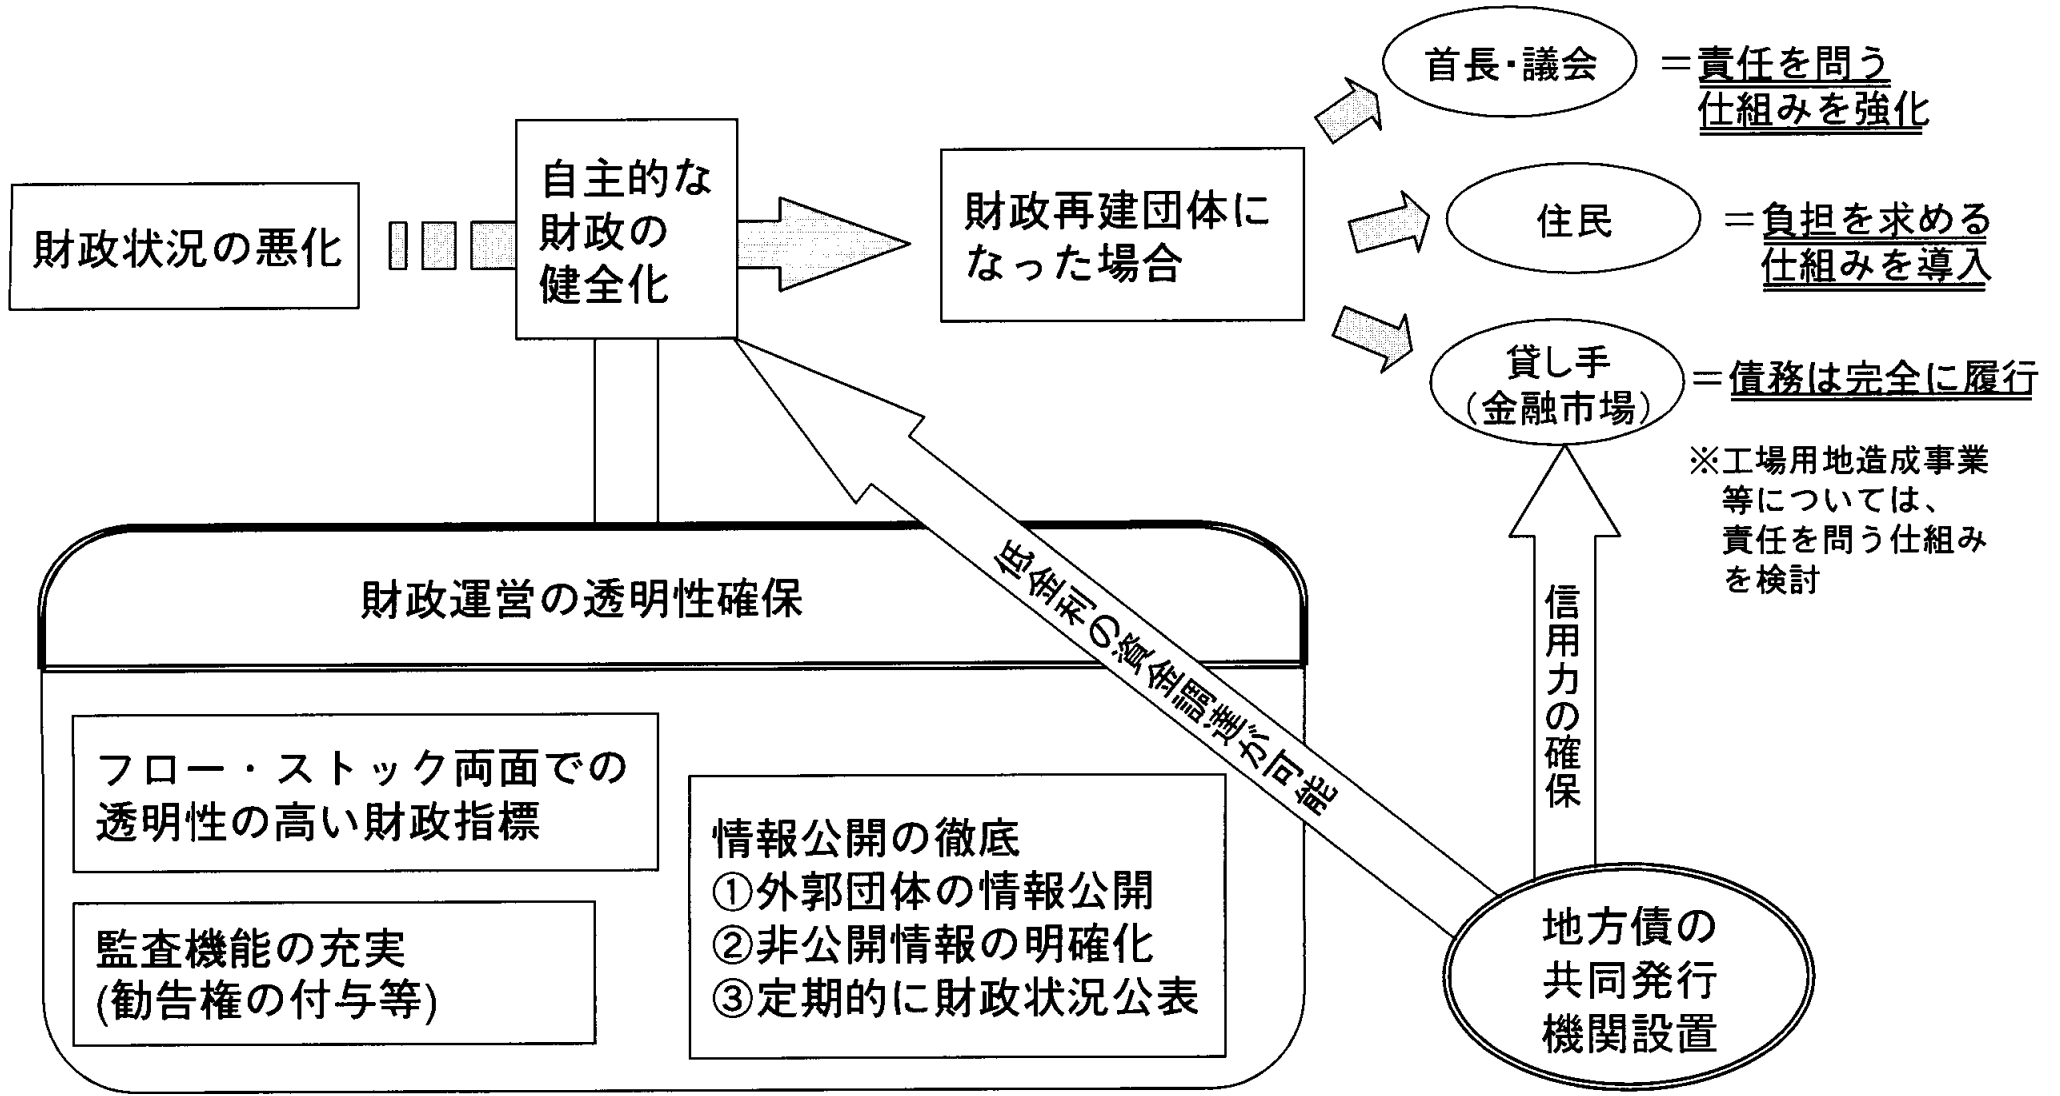 財政状況の悪化
自主的な
財政の
健全化
財政再建団体に
なった場合
首長・議会
＝責任を問う
仕組みを強化
住民
＝負担を求める
仕組みを導入
貸し手
（金融市場）
＝債務は完全に履行
※工場用地造成事業
等については、
責任を問う仕組み
を検討
財政運営の透明性確保
フロー・ストック両面での
透明性の高い財政指標
監査機能の充実
(勧告権の付与等)
情報公開の徹底
①外郭団体の情報公開
②非公開情報の明確化
③定期的に財政状況公表
低金利の資金調達が可能
信用力の確保
地方債の
共同発行
機関設置